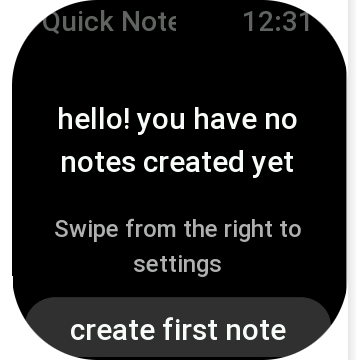 Quick Note 12:31
hello! you have no
notes created yet
Swipe from the right to
settings
create first note